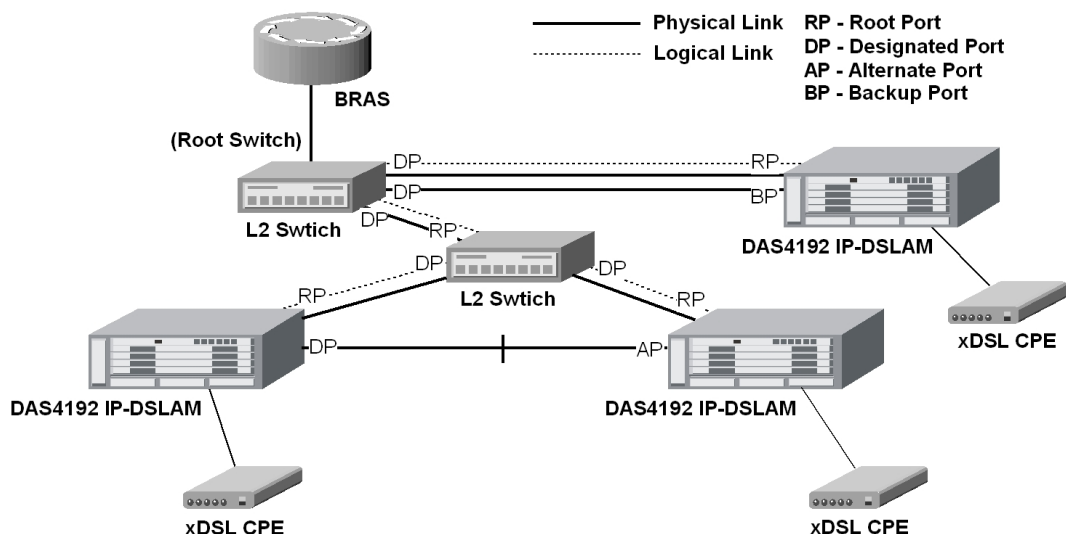 Physical Link
RP - Root Port
Logical Link
DP - Designated Port
AP - Alternate Port
BP - Backup Port
BRAS
(Root Switch)
DP
RP
DP
BP
L2 Swtich
DP
RP
DAS4192 IP-DSLAM
DP
DP
L2 Swtich
RP
RP
xDSL CPE
DP
AP
DAS4192 IP-DSLAM
DAS4192 IP-DSLAM
xDSL CPE
xDSL CPE